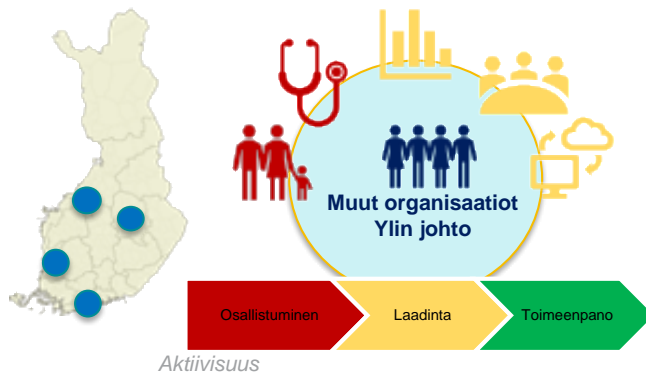 Muut organisaatiot
Ylin johto
Osallistuminen
Laadinta
Toimeenpano
Aktiivisuus